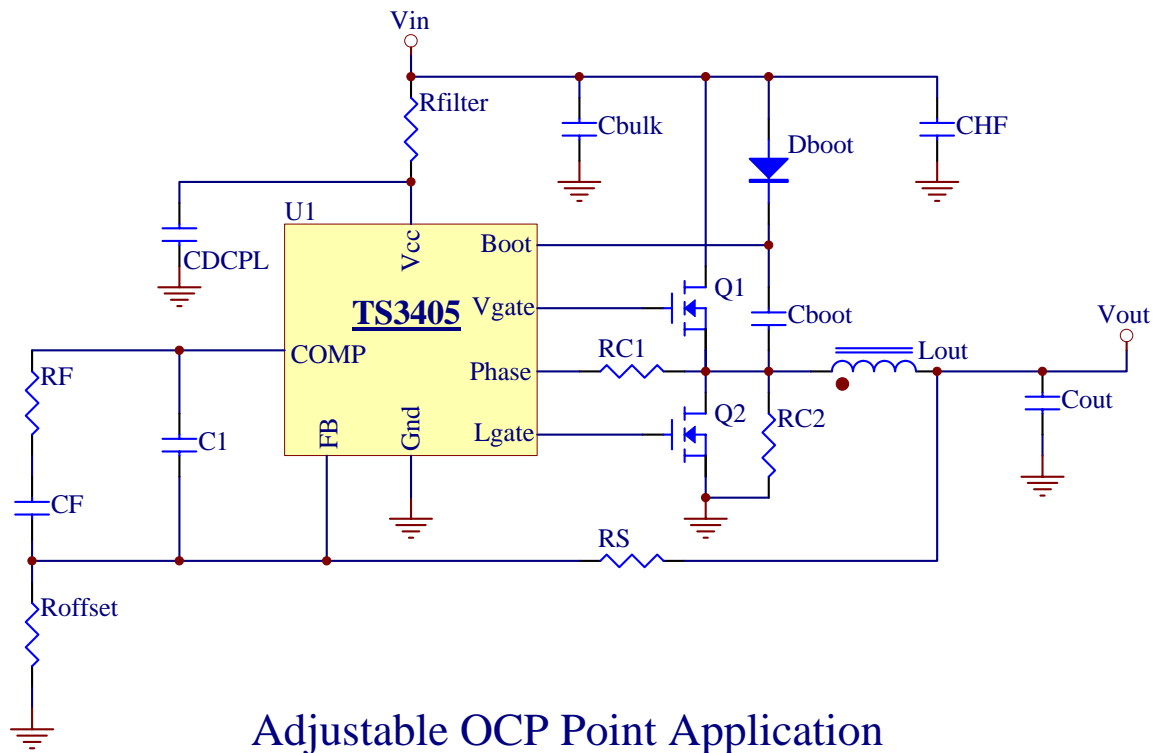 Vin
Rfilter
Cbulk
CHF
Dboot
U1
CDCPL
Vcc
Boot
TS3405
Vgate
Q1
Cboot
Vout
COMP
Phase
RC1
Lout
RF
Cout
C1
FB
Gnd
Lgate
Q2
RC2
CF
RS
Roffset
Adjustable OCP Point Application